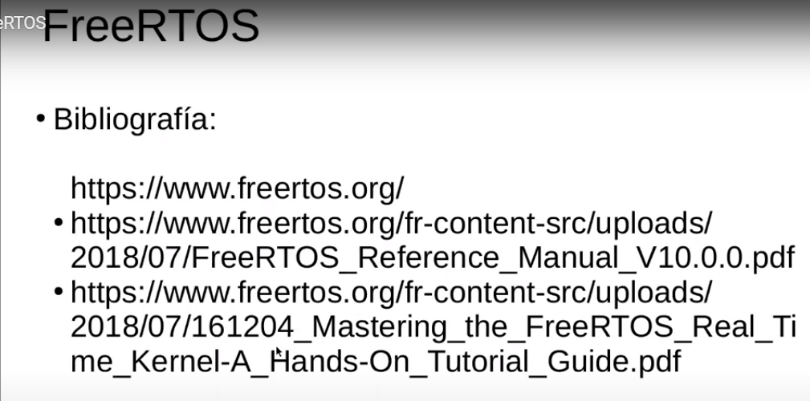 eRTOS
FreeRTOS
• Bibliografía:
https://www.freertos.org/
• https://www.freertos.org/fr-content-src/uploads/
2018/07/FreeRTOS_Reference_Manual_V10.0.0.pdf
• https://www.freertos.org/fr-content-src/uploads/
2018/07/161204_Mastering_the_FreeRTOS_Real_Ti
me_Kernel-A_Hands-On_Tutorial_Guide.pdf